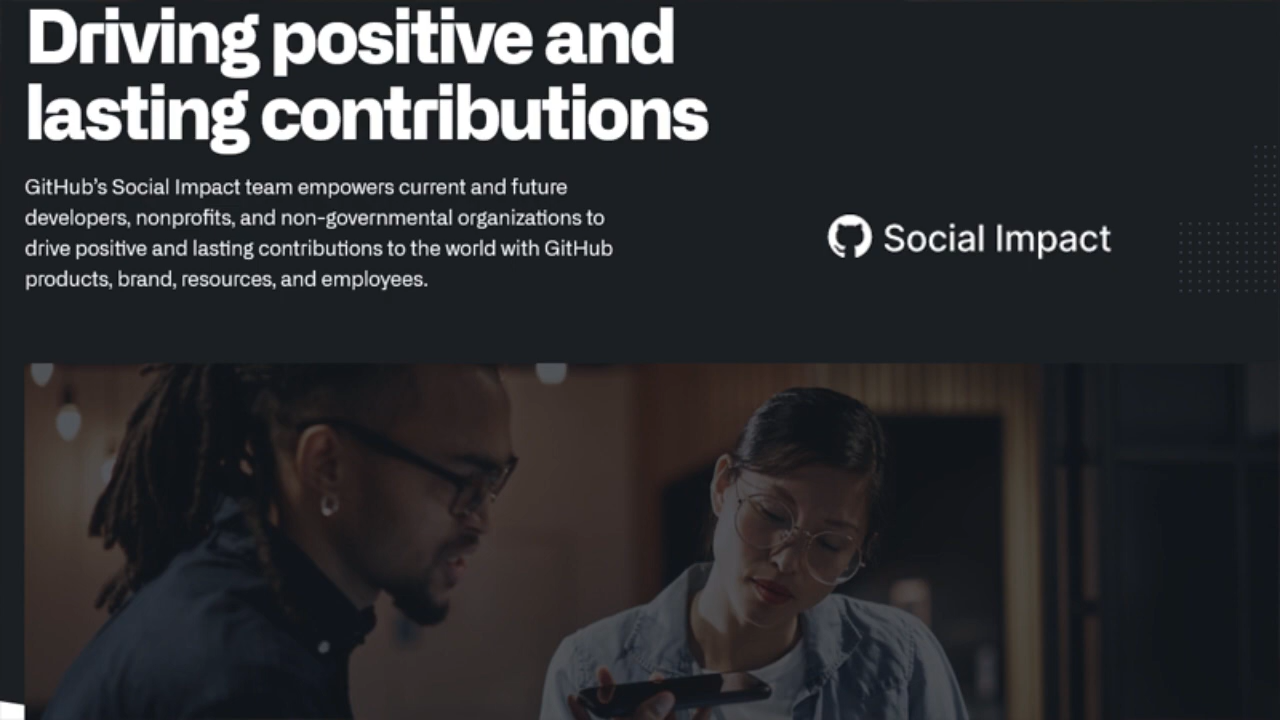 Driving positive and
lasting contributions
GitHub’s Social Impact team empowers current and future
developers, nonprofits, and non-governmental organizations to
drive positive and lasting contributions to the world with GitHub
products, brand, resources, and employees.
Social Impact